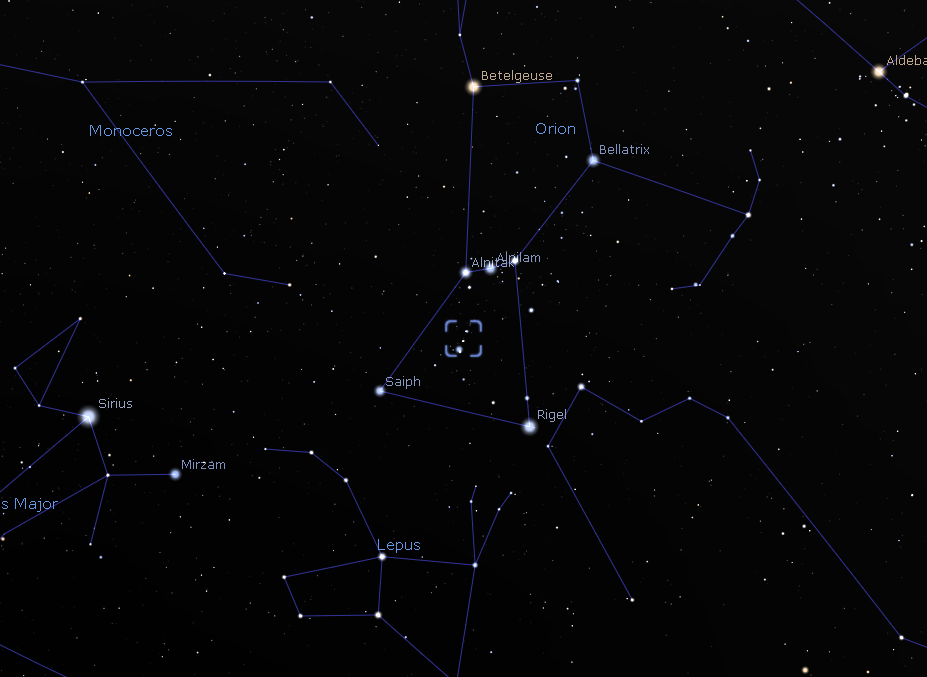 Aldeba
Betelgeuse
Monoceros
Orion
Bellatrix
Alnitak
Alnilam
Saiph
Sirius
Rigel
Mirzam
s Major
Lepus